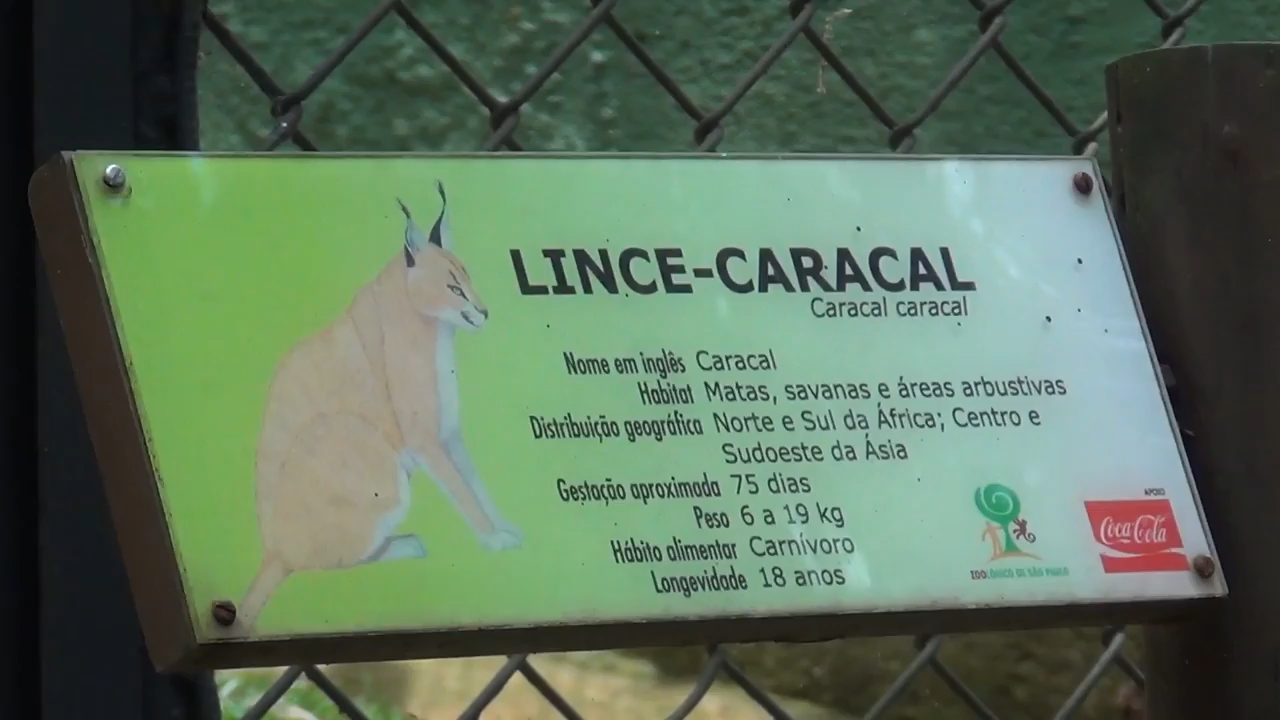 LINCE-CARACAL
Caracal caracal
Nome em inglês Caracal
Habitat Matas, savanas e áreas arbustivas
Distribuição geográfica Norte e Sul da África; Centro e
Sudoeste da Ásia
Gestação aproximada 75 dias
Peso 6 a 19 kg
Hábito alimentar Carnívoro
Longevidade 18 anos
ZOOLÓGICO DE SÃO PAULO
APOIO
Coca-Cola